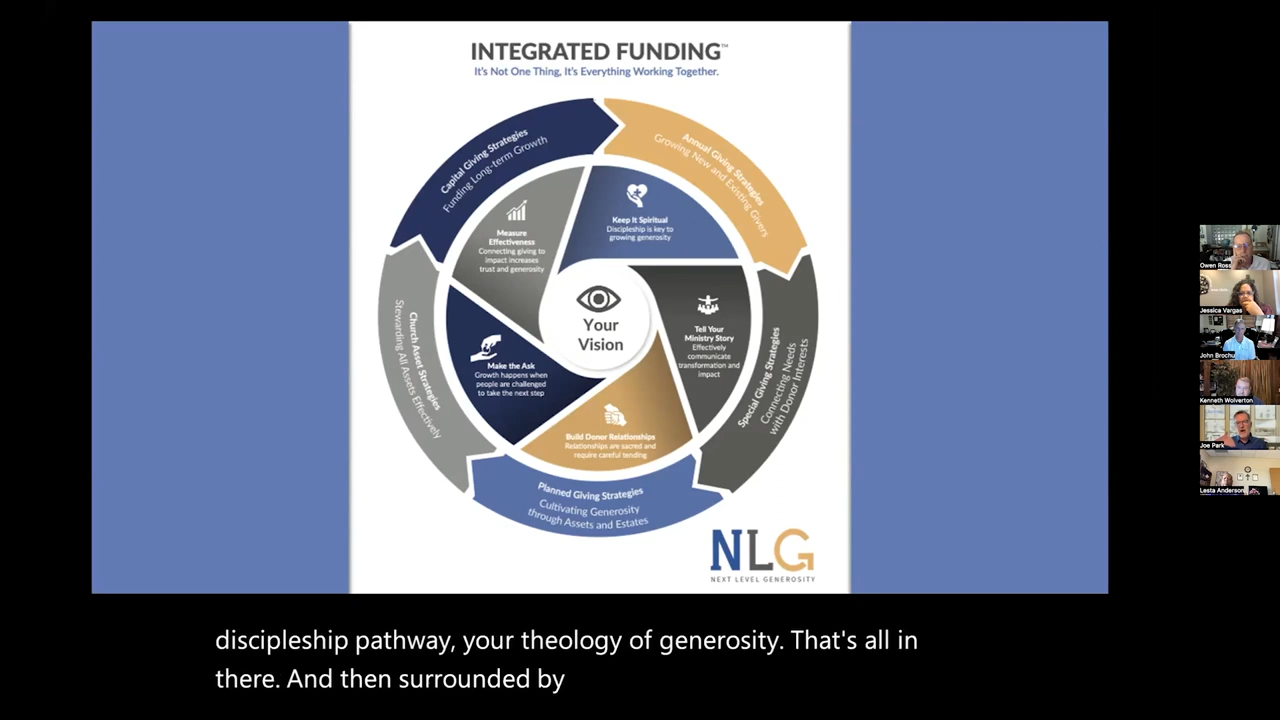 INTEGRATED FUNDING™
It's Not One Thing, It's Everything Working Together.
Capital Giving Strategies
Funding Long-term Growth
Annual Giving Strategies
Growing New and Existing Givers
Special Giving Strategies
Connecting Needs
with Donor Interests
Planned Giving Strategies
Cultivating Generosity
through Assets and Estates
Church Asset Strategies
Stewarding All Assets Effectively
Keep It Spiritual
Discipleship is key to
growing generosity
Tell Your
Ministry Story
Effectively
communicate
transformation and
impact
Build Donor Relationships
Relationships are sacred and
require careful tending
Make the Ask
Growth happens when
people are challenged
to take the next step
Measure
Effectiveness
Connecting giving to
impact increases
trust and generosity
Your
Vision
NLG
NEXT LEVEL GENEROSITY
Owen Ross
Jessica Vargas
John Brochu
Kenneth Wolverton
Joe Park
Lesta Anderson
discipleship pathway, your theology of generosity. That's all in
there. And then surrounded by